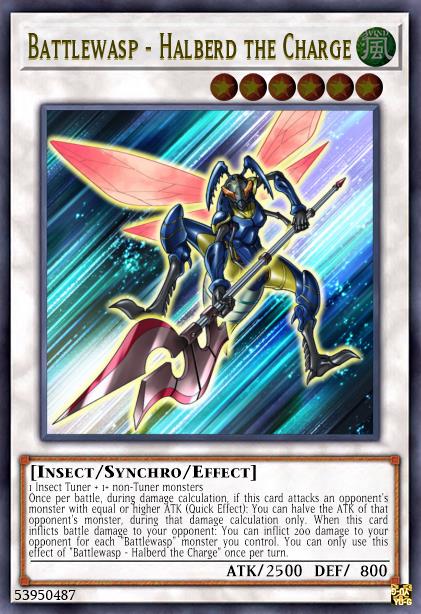 Battlewasp - Halberd the Charge
WIND
風
[Insect/Synchro/Effect]
1 Insect Tuner + 1+ non-Tuner monsters
Once per battle, during damage calculation, if this card attacks an opponent's
monster with equal or higher ATK (Quick Effect): You can halve the ATK of that
opponent's monster, during that damage calculation only. When this card
inflicts battle damage to your opponent: You can inflict 200 damage to your
opponent for each "Battlewasp" monster you control. You can only use this
effect of "Battlewasp - Halberd the Charge" once per turn.
ATK/2500 DEF/ 800
53950487